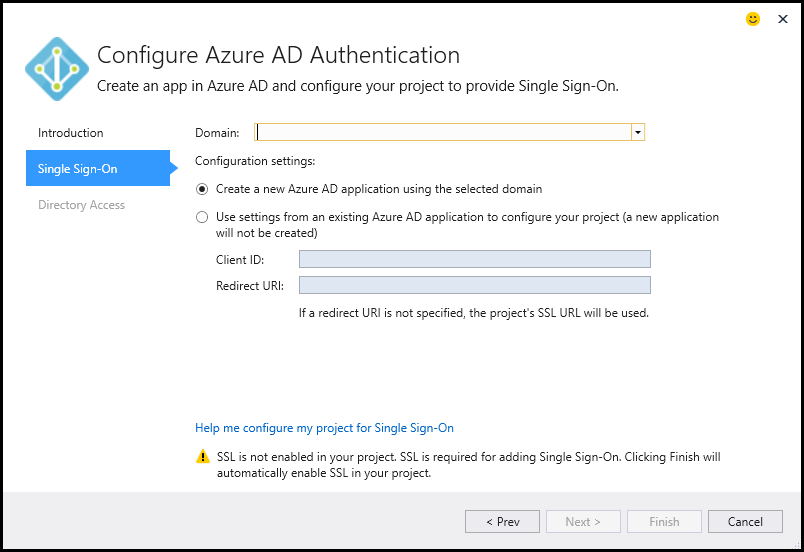 Configure Azure AD Authentication
Create an app in Azure AD and configure your project to provide Single Sign-On.
Introduction
Single Sign-On
Directory Access
Domain:
Configuration settings:
Create a new Azure AD application using the selected domain
Use settings from an existing Azure AD application to configure your project (a new application
will not be created)
Client ID:
Redirect URI:
If a redirect URI is not specified, the project's SSL URL will be used.
Help me configure my project for Single Sign-On
SSL is not enabled in your project. SSL is required for adding Single Sign-On. Clicking Finish will
automatically enable SSL in your project.
< Prev
Next >
Finish
Cancel